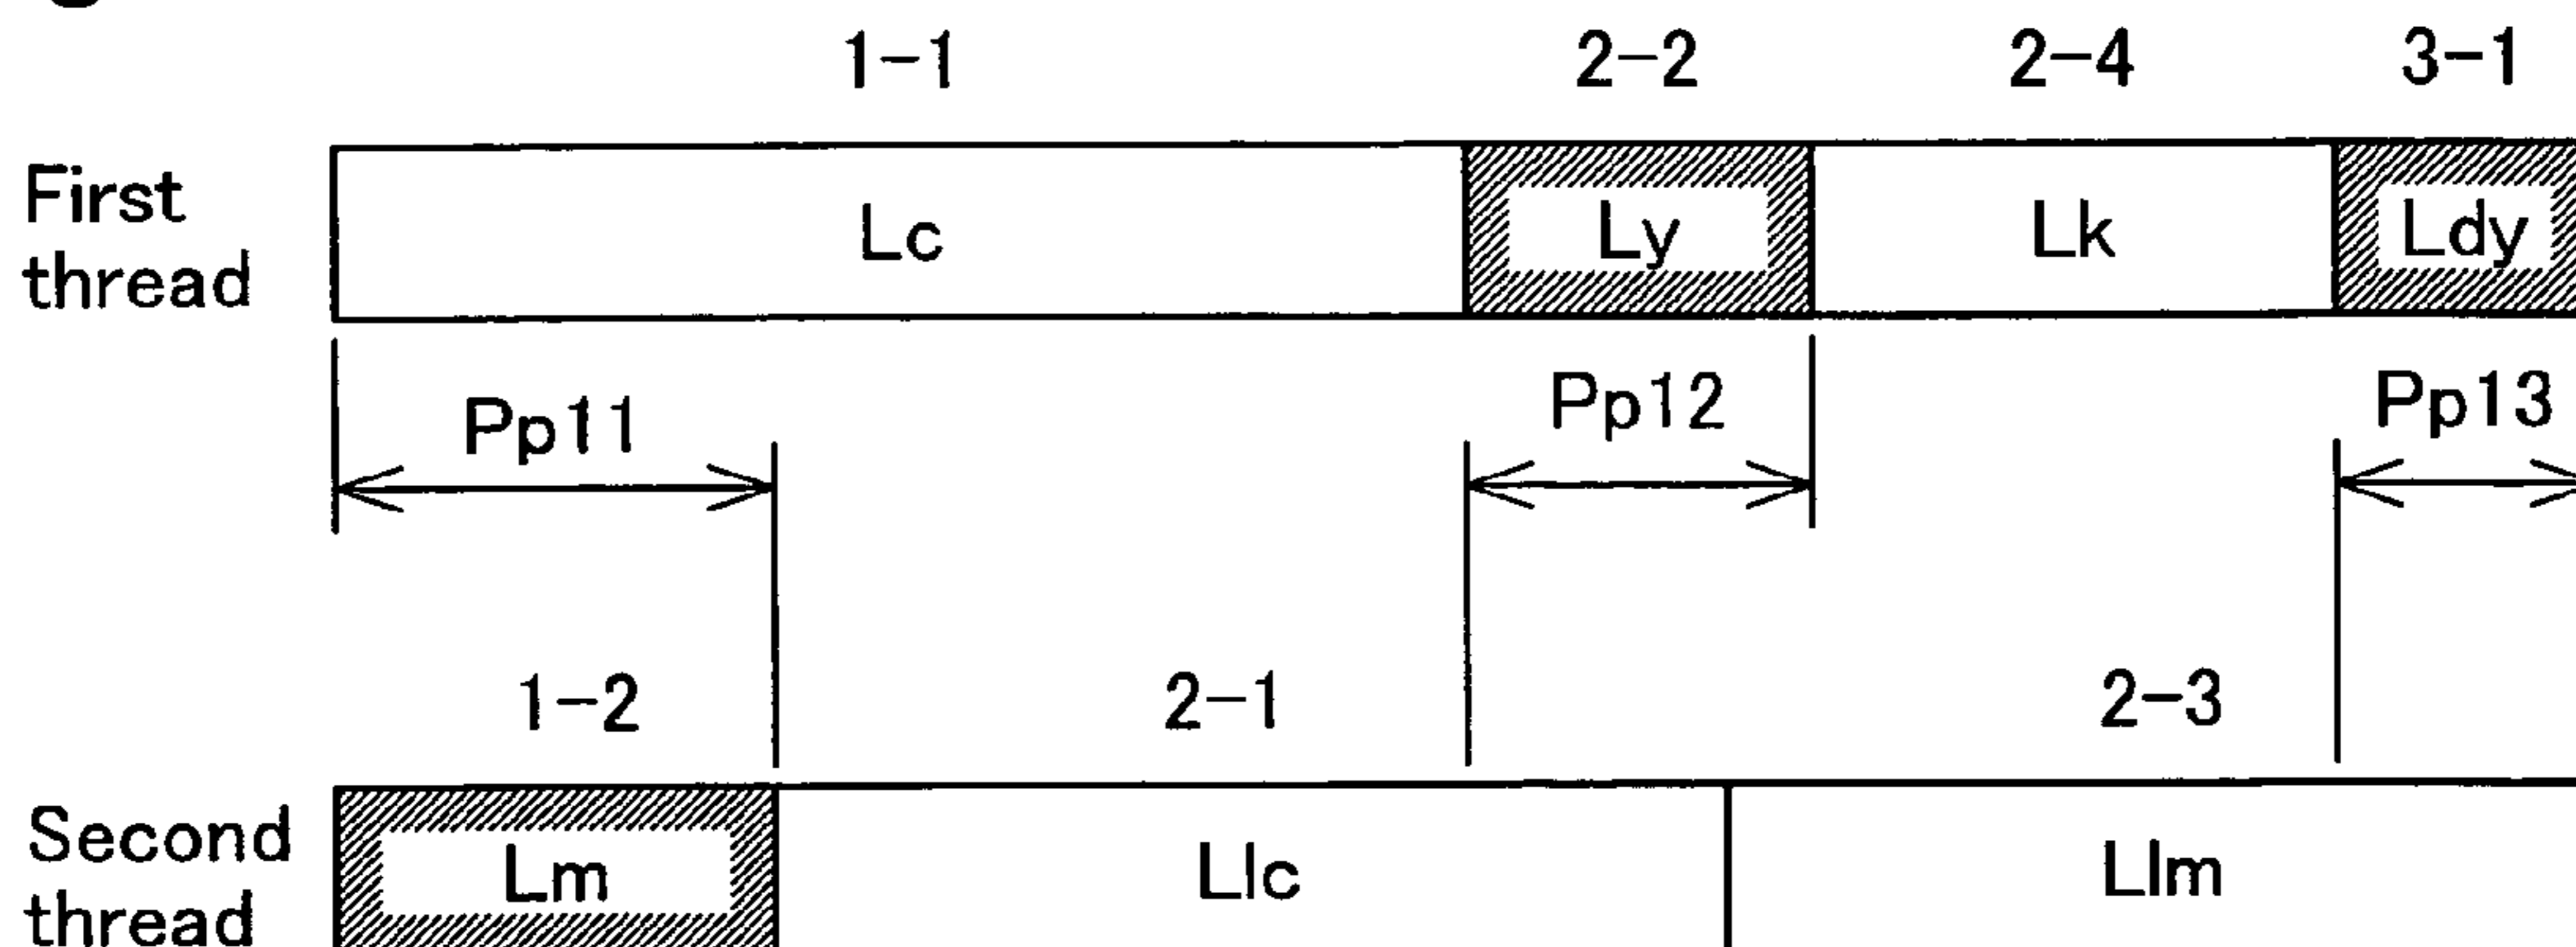 1-1 2-2 2-4 3-1
First
thread
Lc Ly Lk Ldy
Pp11 Pp12 Pp13
1-2 2-1 2-3
Second
thread
Lm Llc Llm